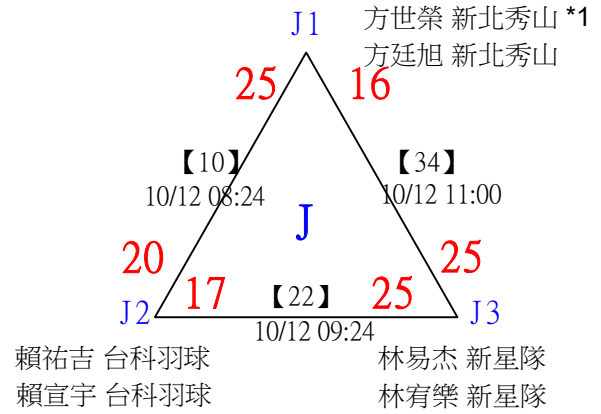 J1
方世榮 新北秀山 *1
方廷旭 新北秀山
25
16
【10】
10/12 08:24
【34】
10/12 11:00
J
20
25
17
【22】
25
J2
10/12 09:24
J3
賴祐吉 台科羽球
賴宣宇 台科羽球
林易杰 新星隊
林宥樂 新星隊